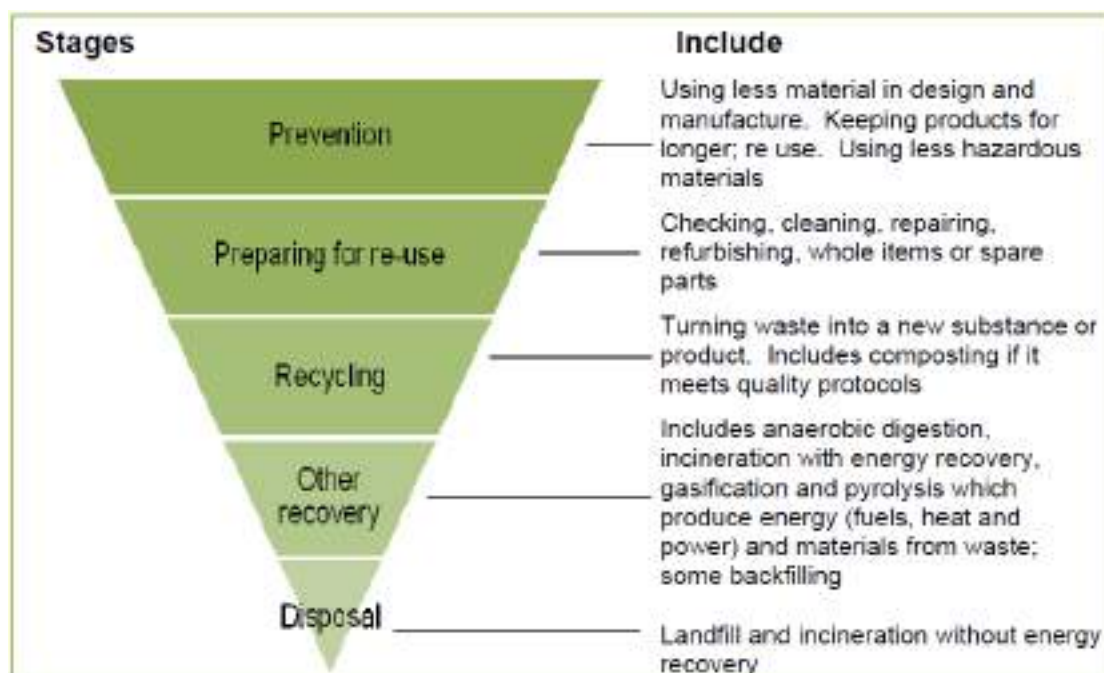 Stages
Include
Prevention
Using less material in design and
manufacture. Keeping products for
longer; re use. Using less hazardous
materials
Preparing for re-use
Checking, cleaning, repairing,
refurbishing, whole items or spare
parts
Recycling
Turning waste into a new substance or
product. Includes composting if it
meets quality protocols
Other
recovery
Includes anaerobic digestion,
incineration with energy recovery,
gasification and pyrolysis which
produce energy (fuels, heat and
power) and materials from waste;
some backfilling
Disposal
Landfill and incineration without energy
recovery